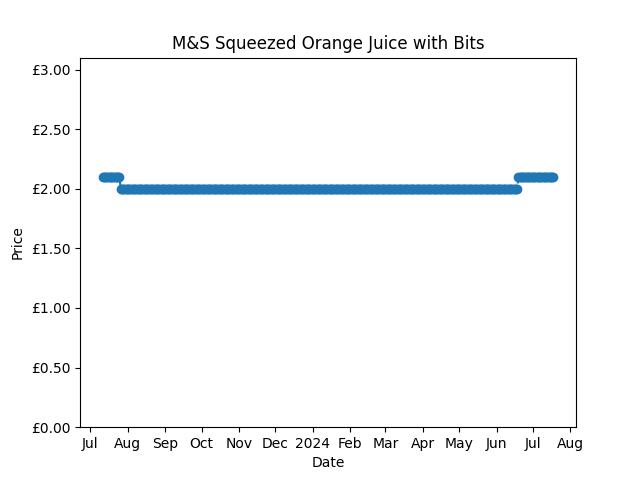 M&S Squeezed Orange Juice with Bits
£3.00
£2.50
£2.00
£1.50
£1.00
£0.50
£0.00
Price
Jul Aug Sep Oct Nov Dec 2024 Feb Mar Apr May Jun Jul Aug
Date